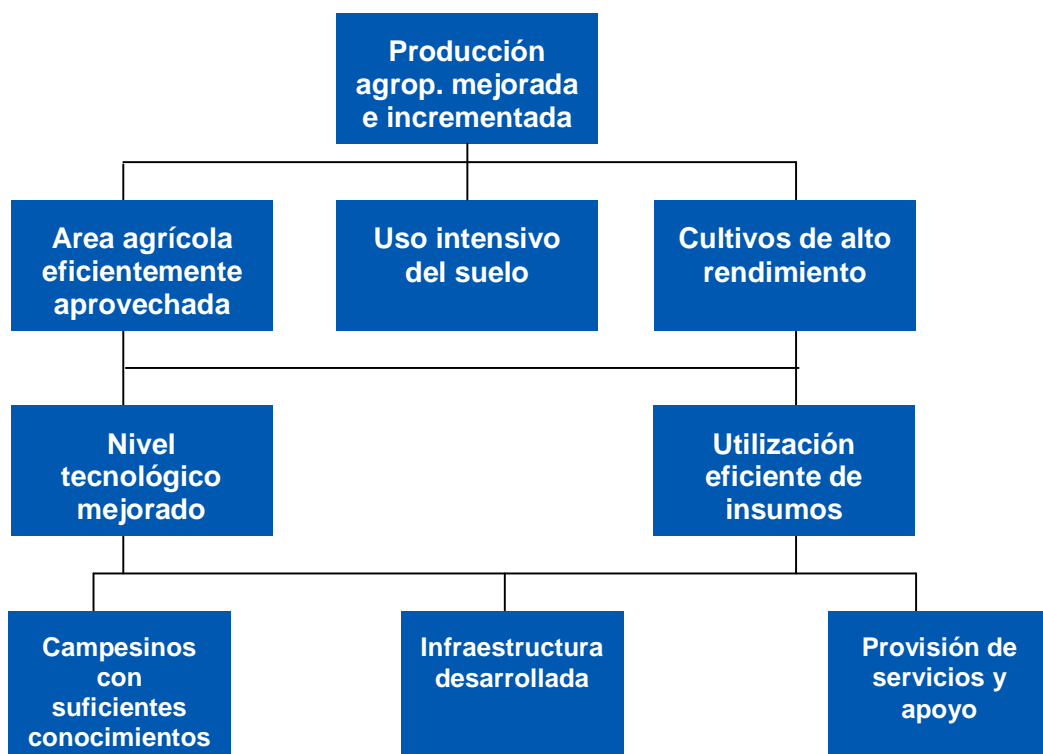 Producción
agrop. mejorada
e incrementada
Area agrícola
eficientemente
aprovechada
Uso intensivo
del suelo
Cultivos de alto
rendimiento
Nivel
tecnológico
mejorado
Utilización
eficiente de
insumos
Campesinos
con
suficientes
conocimientos
Infraestructura
desarrollada
Provisión de
servicios y
apoyo